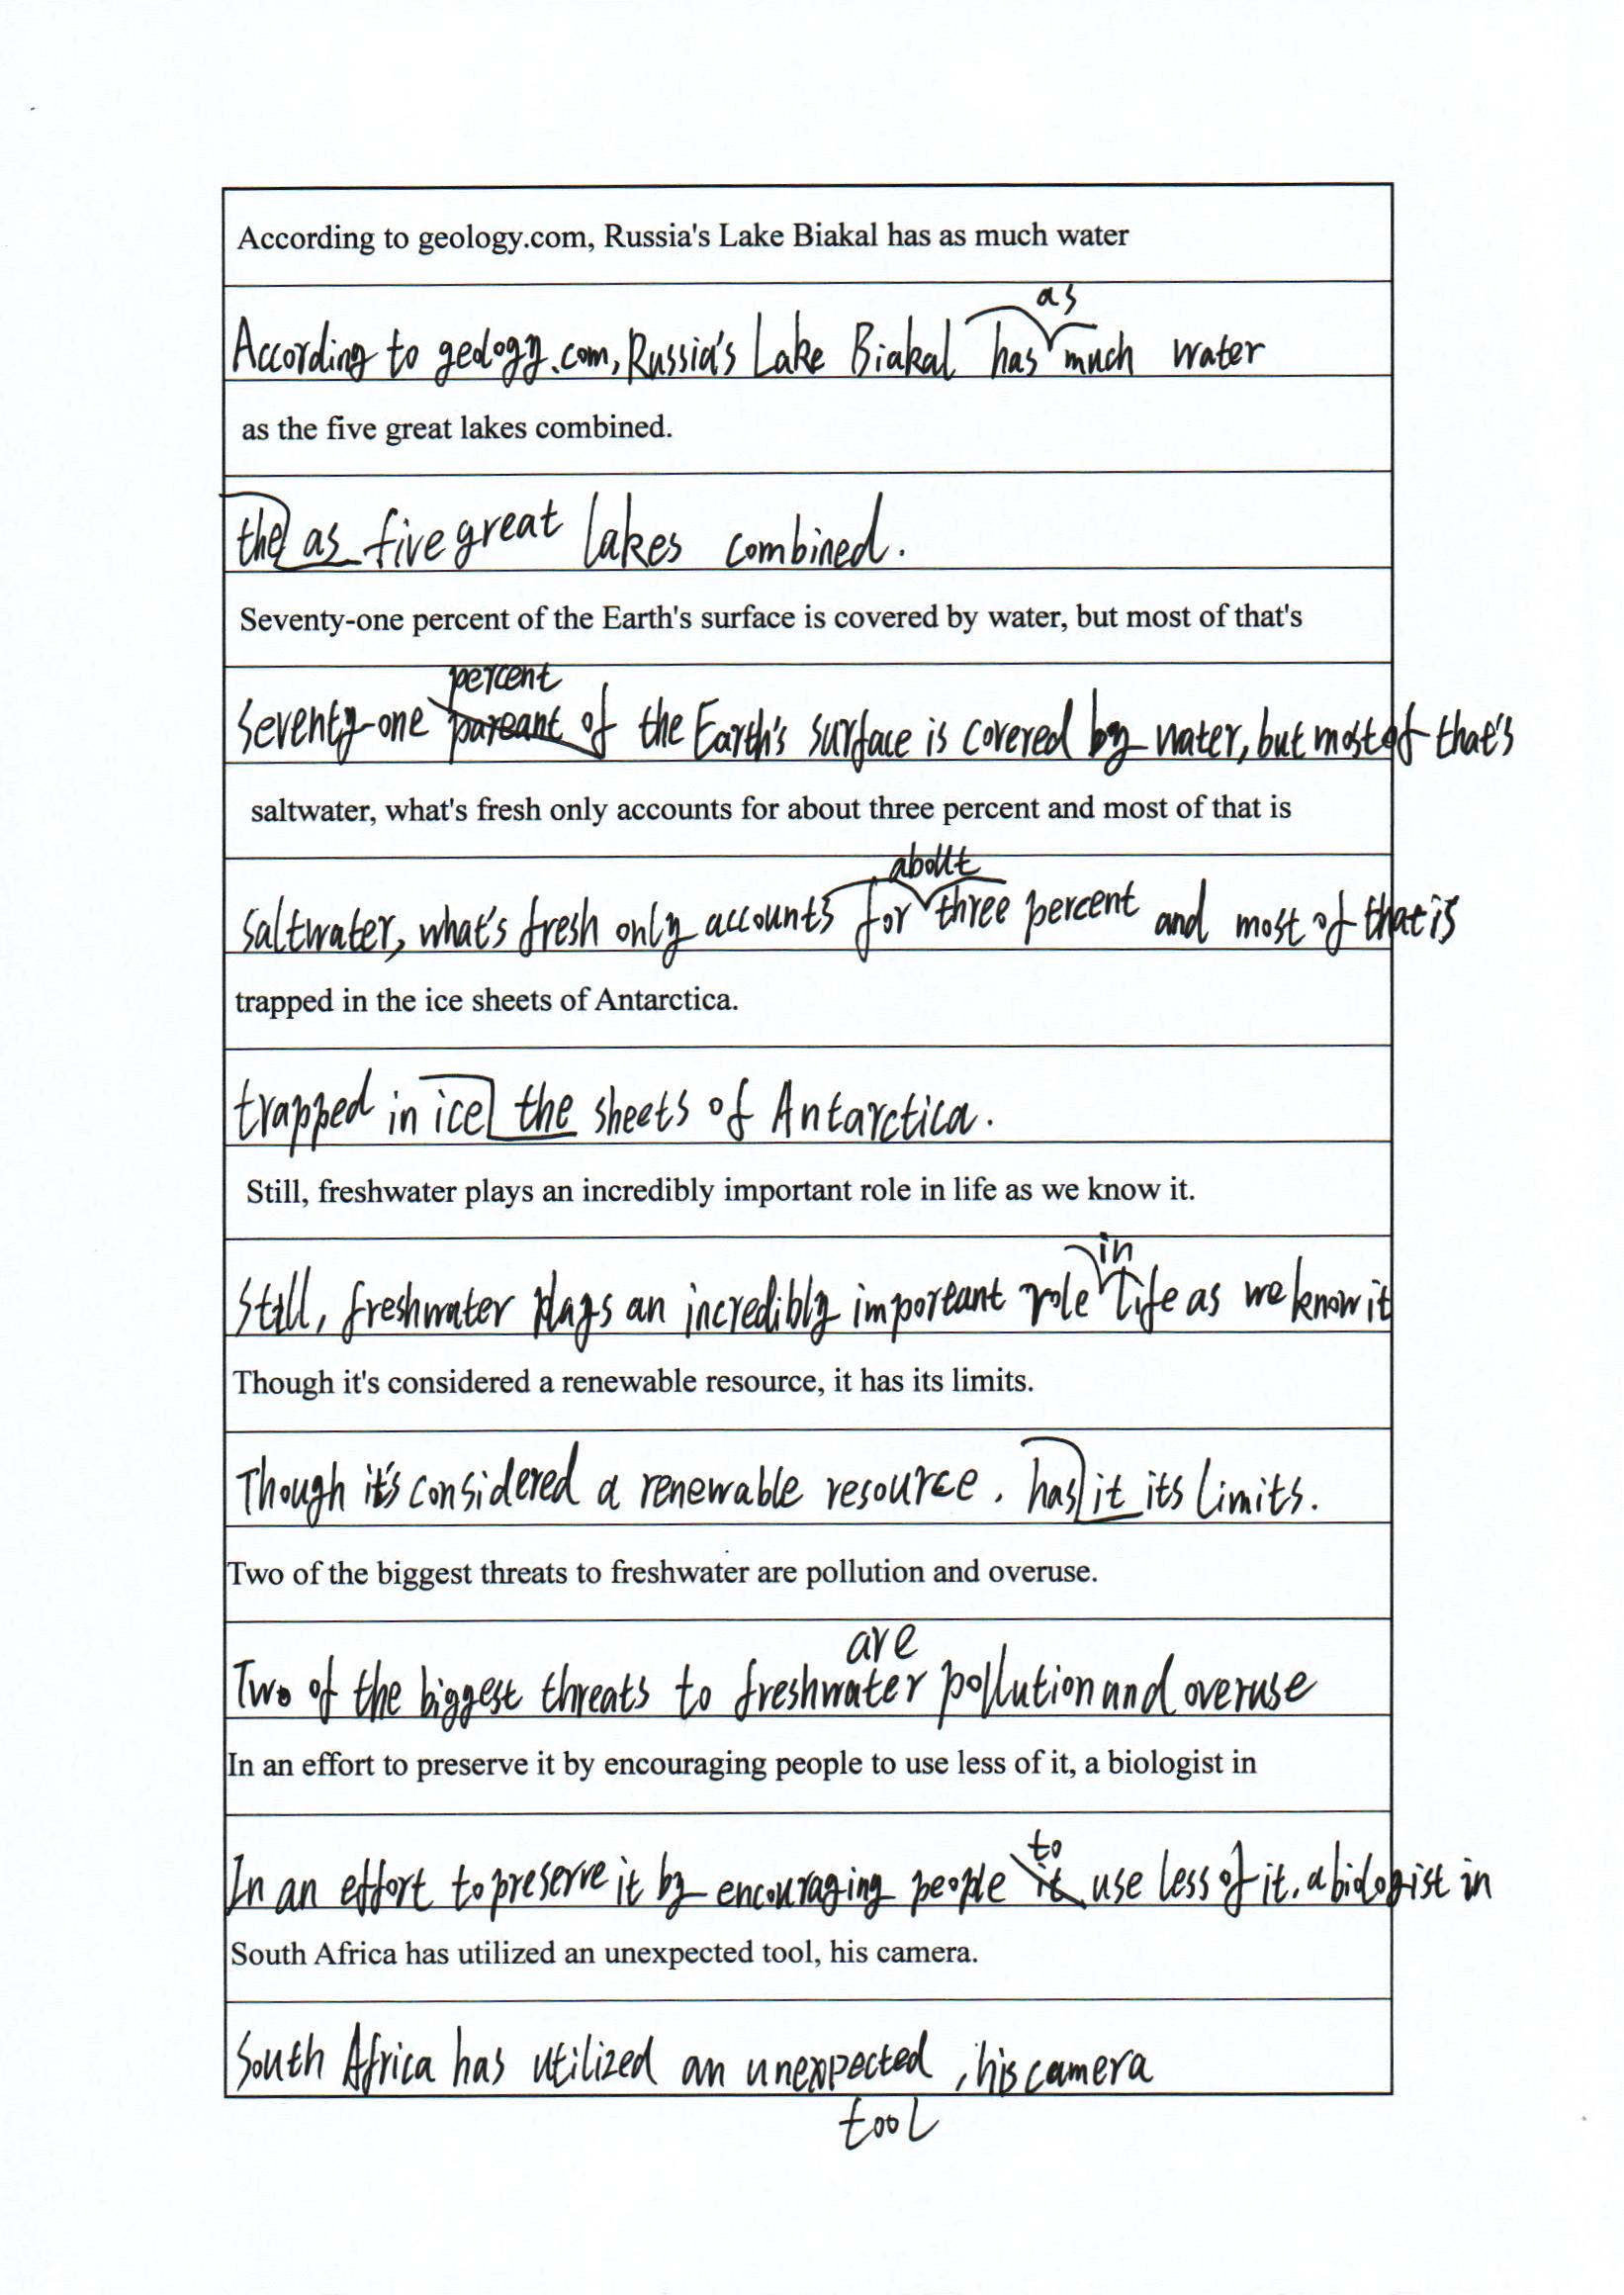 According to geology.com, Russia's Lake Biakal has as much water
According to geology.com, Russia's Lake Biakal has as much water
as the five great lakes combined.
the as five great lakes combined.
Seventy-one percent of the Earth's surface is covered by water, but most of that's
Seventy-one percent of the Earth's surface is covered by water, but most of that's
saltwater, what's fresh only accounts for about three percent and most of that is
saltwater, what's fresh only accounts for about three percent and most of that is
trapped in the ice sheets of Antarctica.
trapped in ice the sheets of Antarctica.
Still, freshwater plays an incredibly important role in life as we know it.
Still, freshwater plays an incredibly important role in life as we know it
Though it's considered a renewable resource, it has its limits.
Though it's considered a renewable resource, has it its limits.
Two of the biggest threats to freshwater are pollution and overuse.
Two of the biggest threats to freshwater are pollution and overuse
In an effort to preserve it by encouraging people to use less of it, a biologist in
In an effort to preserve it by encouraging people to use less of it, a biologist in
South Africa has utilized an unexpected tool, his camera.
South Africa has utilized an unexpected tool, his camera